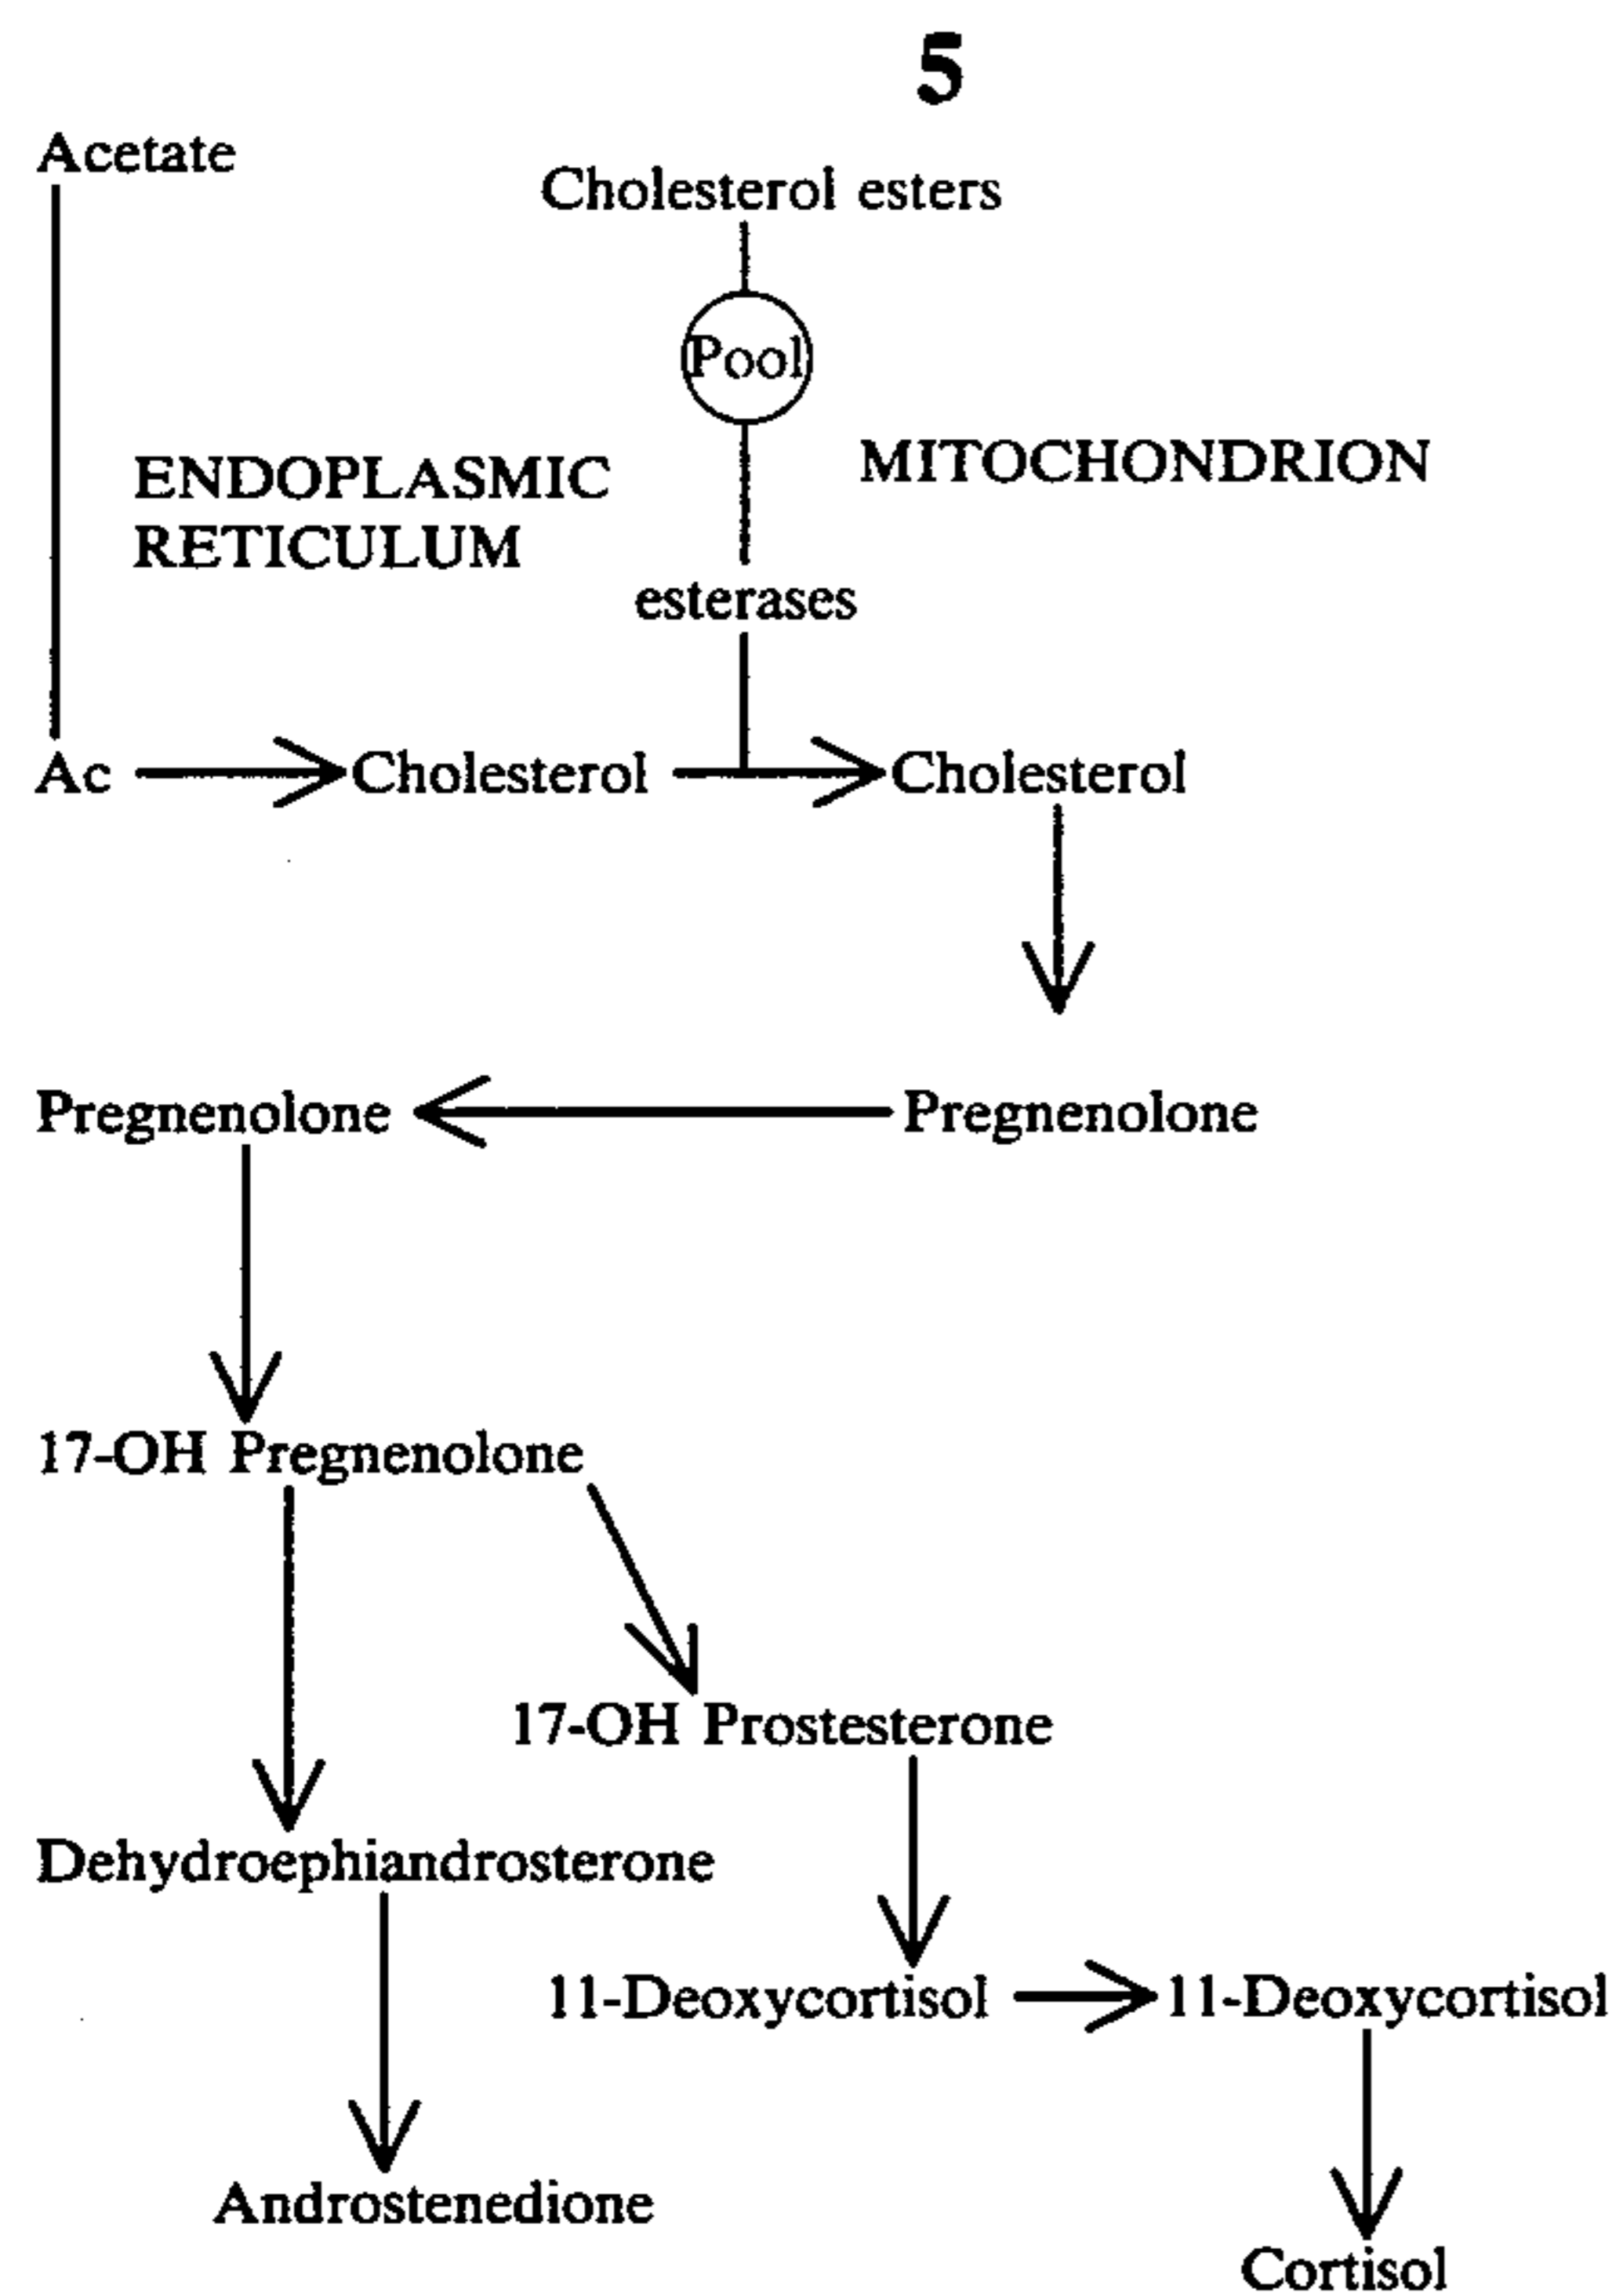 5
Acetate
Cholesterol esters
Pool
ENDOPLASMIC
RETICULUM
MITOCHONDRION
esterases
Ac
Cholesterol
Cholesterol
Pregnenolone
Pregnenolone
17-OH Pregnenolone
17-OH Prostesterone
Dehydroephiandrosterone
11-Deoxycortisol
11-Deoxycortisol
Androstenedione
Cortisol